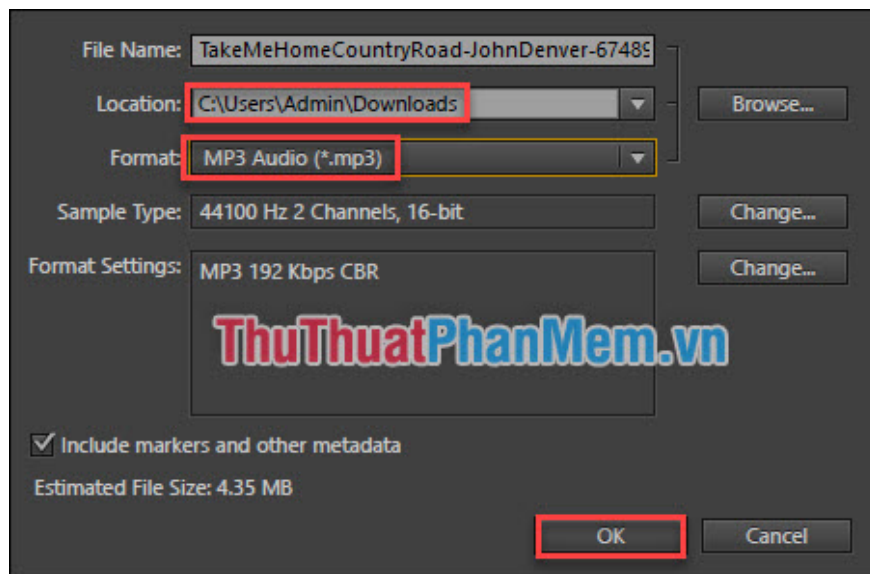 File Name: TakeMeHomeCountryRoad-JohnDenver-67489
Location: C:\Users\Admin\Downloads Browse...
Format: MP3 Audio (*.mp3)
Sample Type: 44100 Hz 2 Channels, 16-bit Change...
Format Settings: MP3 192 Kbps CBR Change...
ThuThuatPhanMem.vn
Include markers and other metadata
Estimated File Size: 4.35 MB
OK Cancel